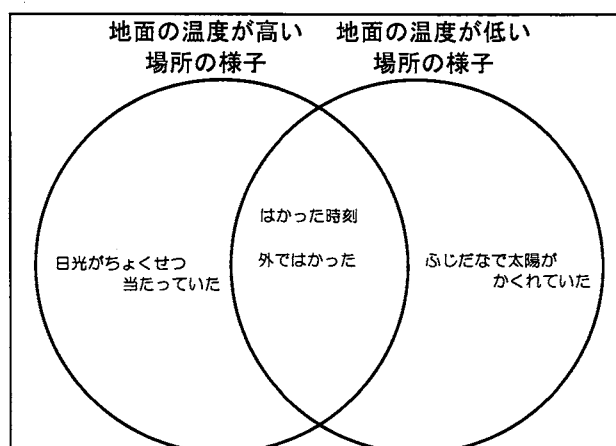 地面の温度が高い
場所の様子
地面の温度が低い
場所の様子
日光がちょくせつ
当たっていた
はかった時刻
外ではかった
ふじだなで太陽が
かくれていた